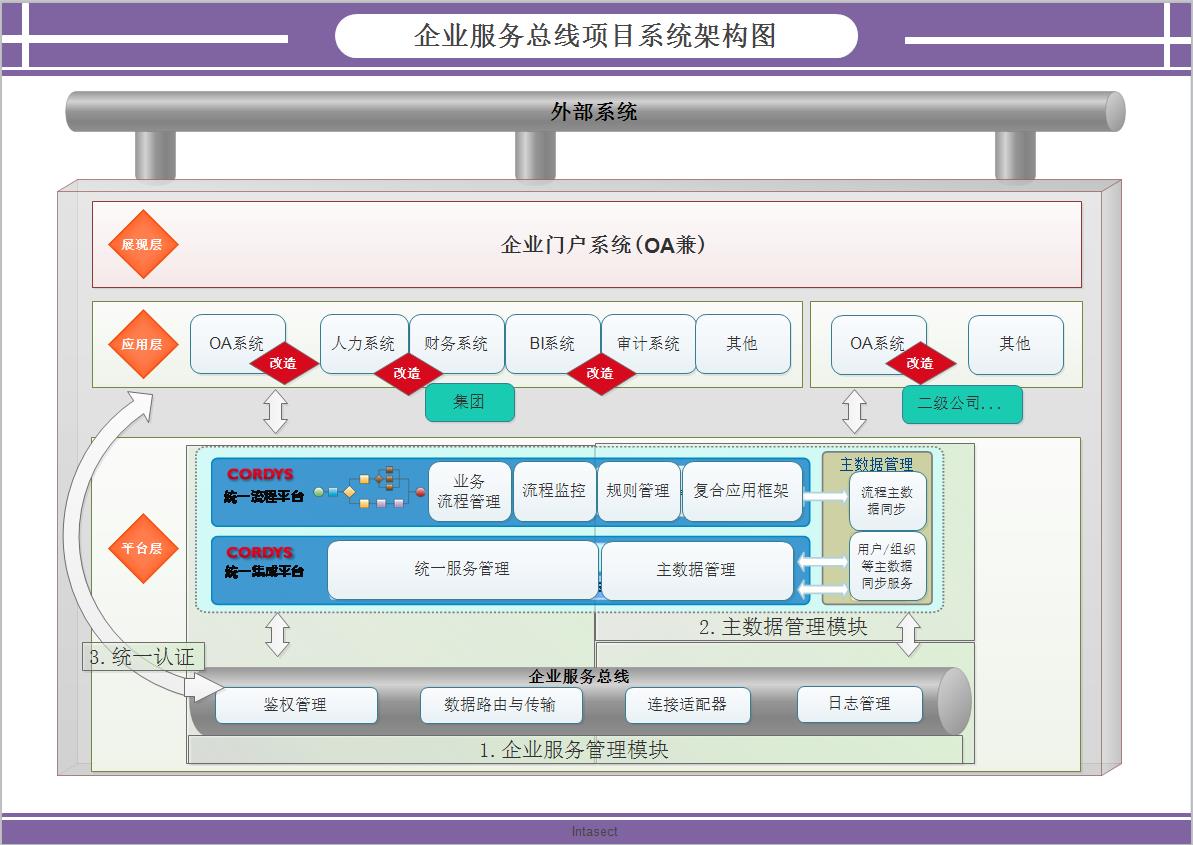 企业服务总线项目系统架构图
外部系统
展现层
企业门户系统(OA兼)
应用层
OA系统
人力系统
财务系统
BI系统
审计系统
其他
OA系统
其他
改造
改造
改造
改造
集团
二级公司...
平台层
CORDYS
统一流程平台
业务
流程管理
流程监控
规则管理
复合应用框架
主数据管理
流程主数
据同步
CORDYS
统一集成平台
统一服务管理
主数据管理
用户/组织
等主数据
同步服务
2.主数据管理模块
3.统一认证
企业服务总线
鉴权管理
数据路由与传输
连接适配器
日志管理
1.企业服务管理模块
Intasect